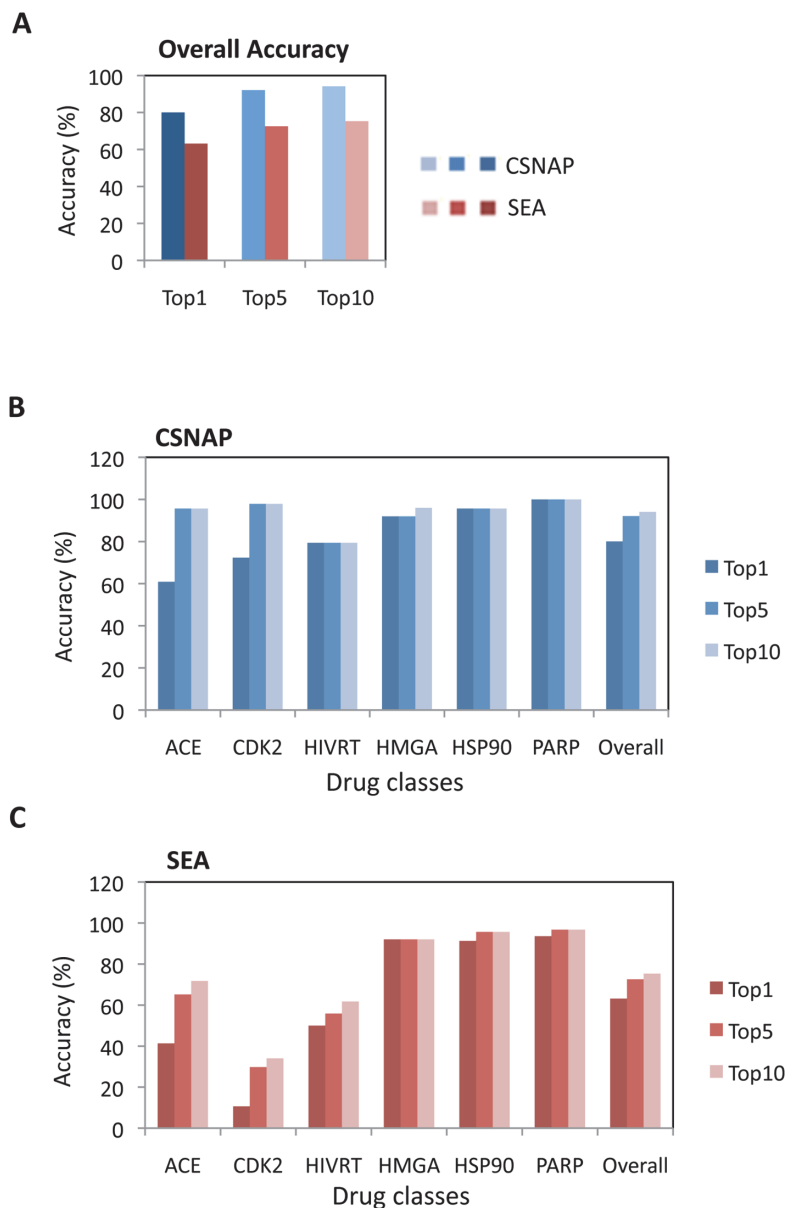 A
Overall Accuracy
Accuracy (%)
100
80
60
40
20
0
Top1 Top5 Top10
CSNAP
SEA
B
CSNAP
Accuracy (%)
120
100
80
60
40
20
0
ACE CDK2 HIVRT HMGA HSP90 PARP Overall
Drug classes
Top1
Top5
Top10
C
SEA
Accuracy (%)
120
100
80
60
40
20
0
ACE CDK2 HIVRT HMGA HSP90 PARP Overall
Drug classes
Top1
Top5
Top10